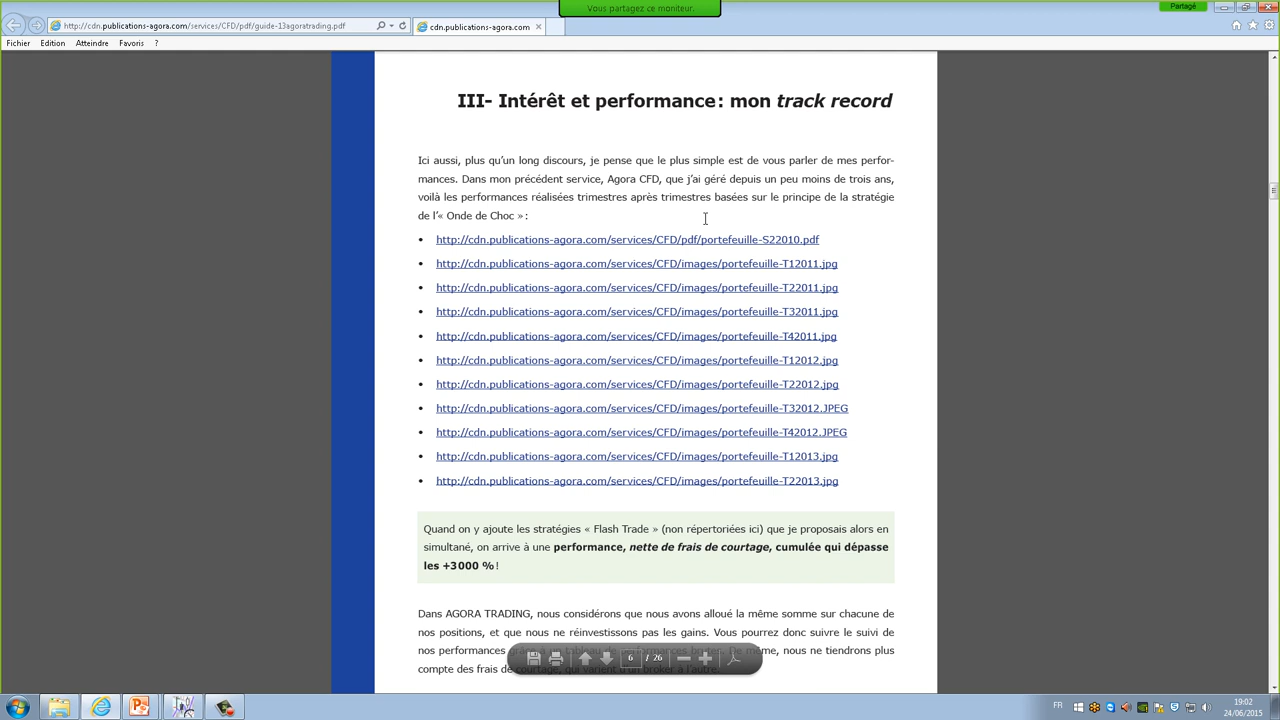 Vous partagez ce moniteur.
Partagé
http://cdn.publications-agora.com/services/CFD/pdf/guide-13agoratrading.pdf
cdn.publications-agora.com
Fichier Edition Atteindre Favoris ?
III- Intérêt et performance : mon track record
Ici aussi, plus qu'un long discours, je pense que le plus simple est de vous parler de mes perfor-
mances. Dans mon précédent service, Agora CFD, que j'ai géré depuis un peu moins de trois ans,
voilà les performances réalisées trimestres après trimestres basées sur le principe de la stratégie
de l'« Onde de Choc » :
• http://cdn.publications-agora.com/services/CFD/pdf/portefeuille-S22010.pdf
• http://cdn.publications-agora.com/services/CFD/images/portefeuille-T12011.jpg
• http://cdn.publications-agora.com/services/CFD/images/portefeuille-T22011.jpg
• http://cdn.publications-agora.com/services/CFD/images/portefeuille-T32011.jpg
• http://cdn.publications-agora.com/services/CFD/images/portefeuille-T42011.jpg
• http://cdn.publications-agora.com/services/CFD/images/portefeuille-T12012.jpg
• http://cdn.publications-agora.com/services/CFD/images/portefeuille-T22012.jpg
• http://cdn.publications-agora.com/services/CFD/images/portefeuille-T32012.JPEG
• http://cdn.publications-agora.com/services/CFD/images/portefeuille-T42012.JPEG
• http://cdn.publications-agora.com/services/CFD/images/portefeuille-T12013.jpg
• http://cdn.publications-agora.com/services/CFD/images/portefeuille-T22013.jpg
Quand on y ajoute les stratégies « Flash Trade » (non répertoriées ici) que je proposais alors en
simultané, on arrive à une performance, nette de frais de courtage, cumulée qui dépasse
les +3000 % !
Dans AGORA TRADING, nous considérons que nous avons alloué la même somme sur chacune de
nos positions, et que nous ne réinvestissons pas les gains. Vous pourrez donc suivre le suivi de
nos performances De même, nous ne tiendrons plus
compte des frais de courtage, qui varient d'un broker à l'autre.
6 / 26
FR
19:02
24/06/2015